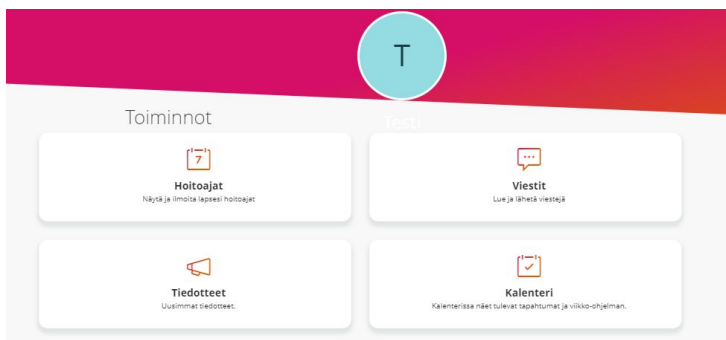 T
Testi
Toiminnot
7
Hoitoajat
Näytä ja ilmoita lapsesi hoitoajat
Viestit
Lue ja lähetä viestejä
Tiedotteet
Uusimmat tiedotteet.
Kalenteri
Kalenterissa näet tulevat tapahtumat ja viikko-ohjelman.